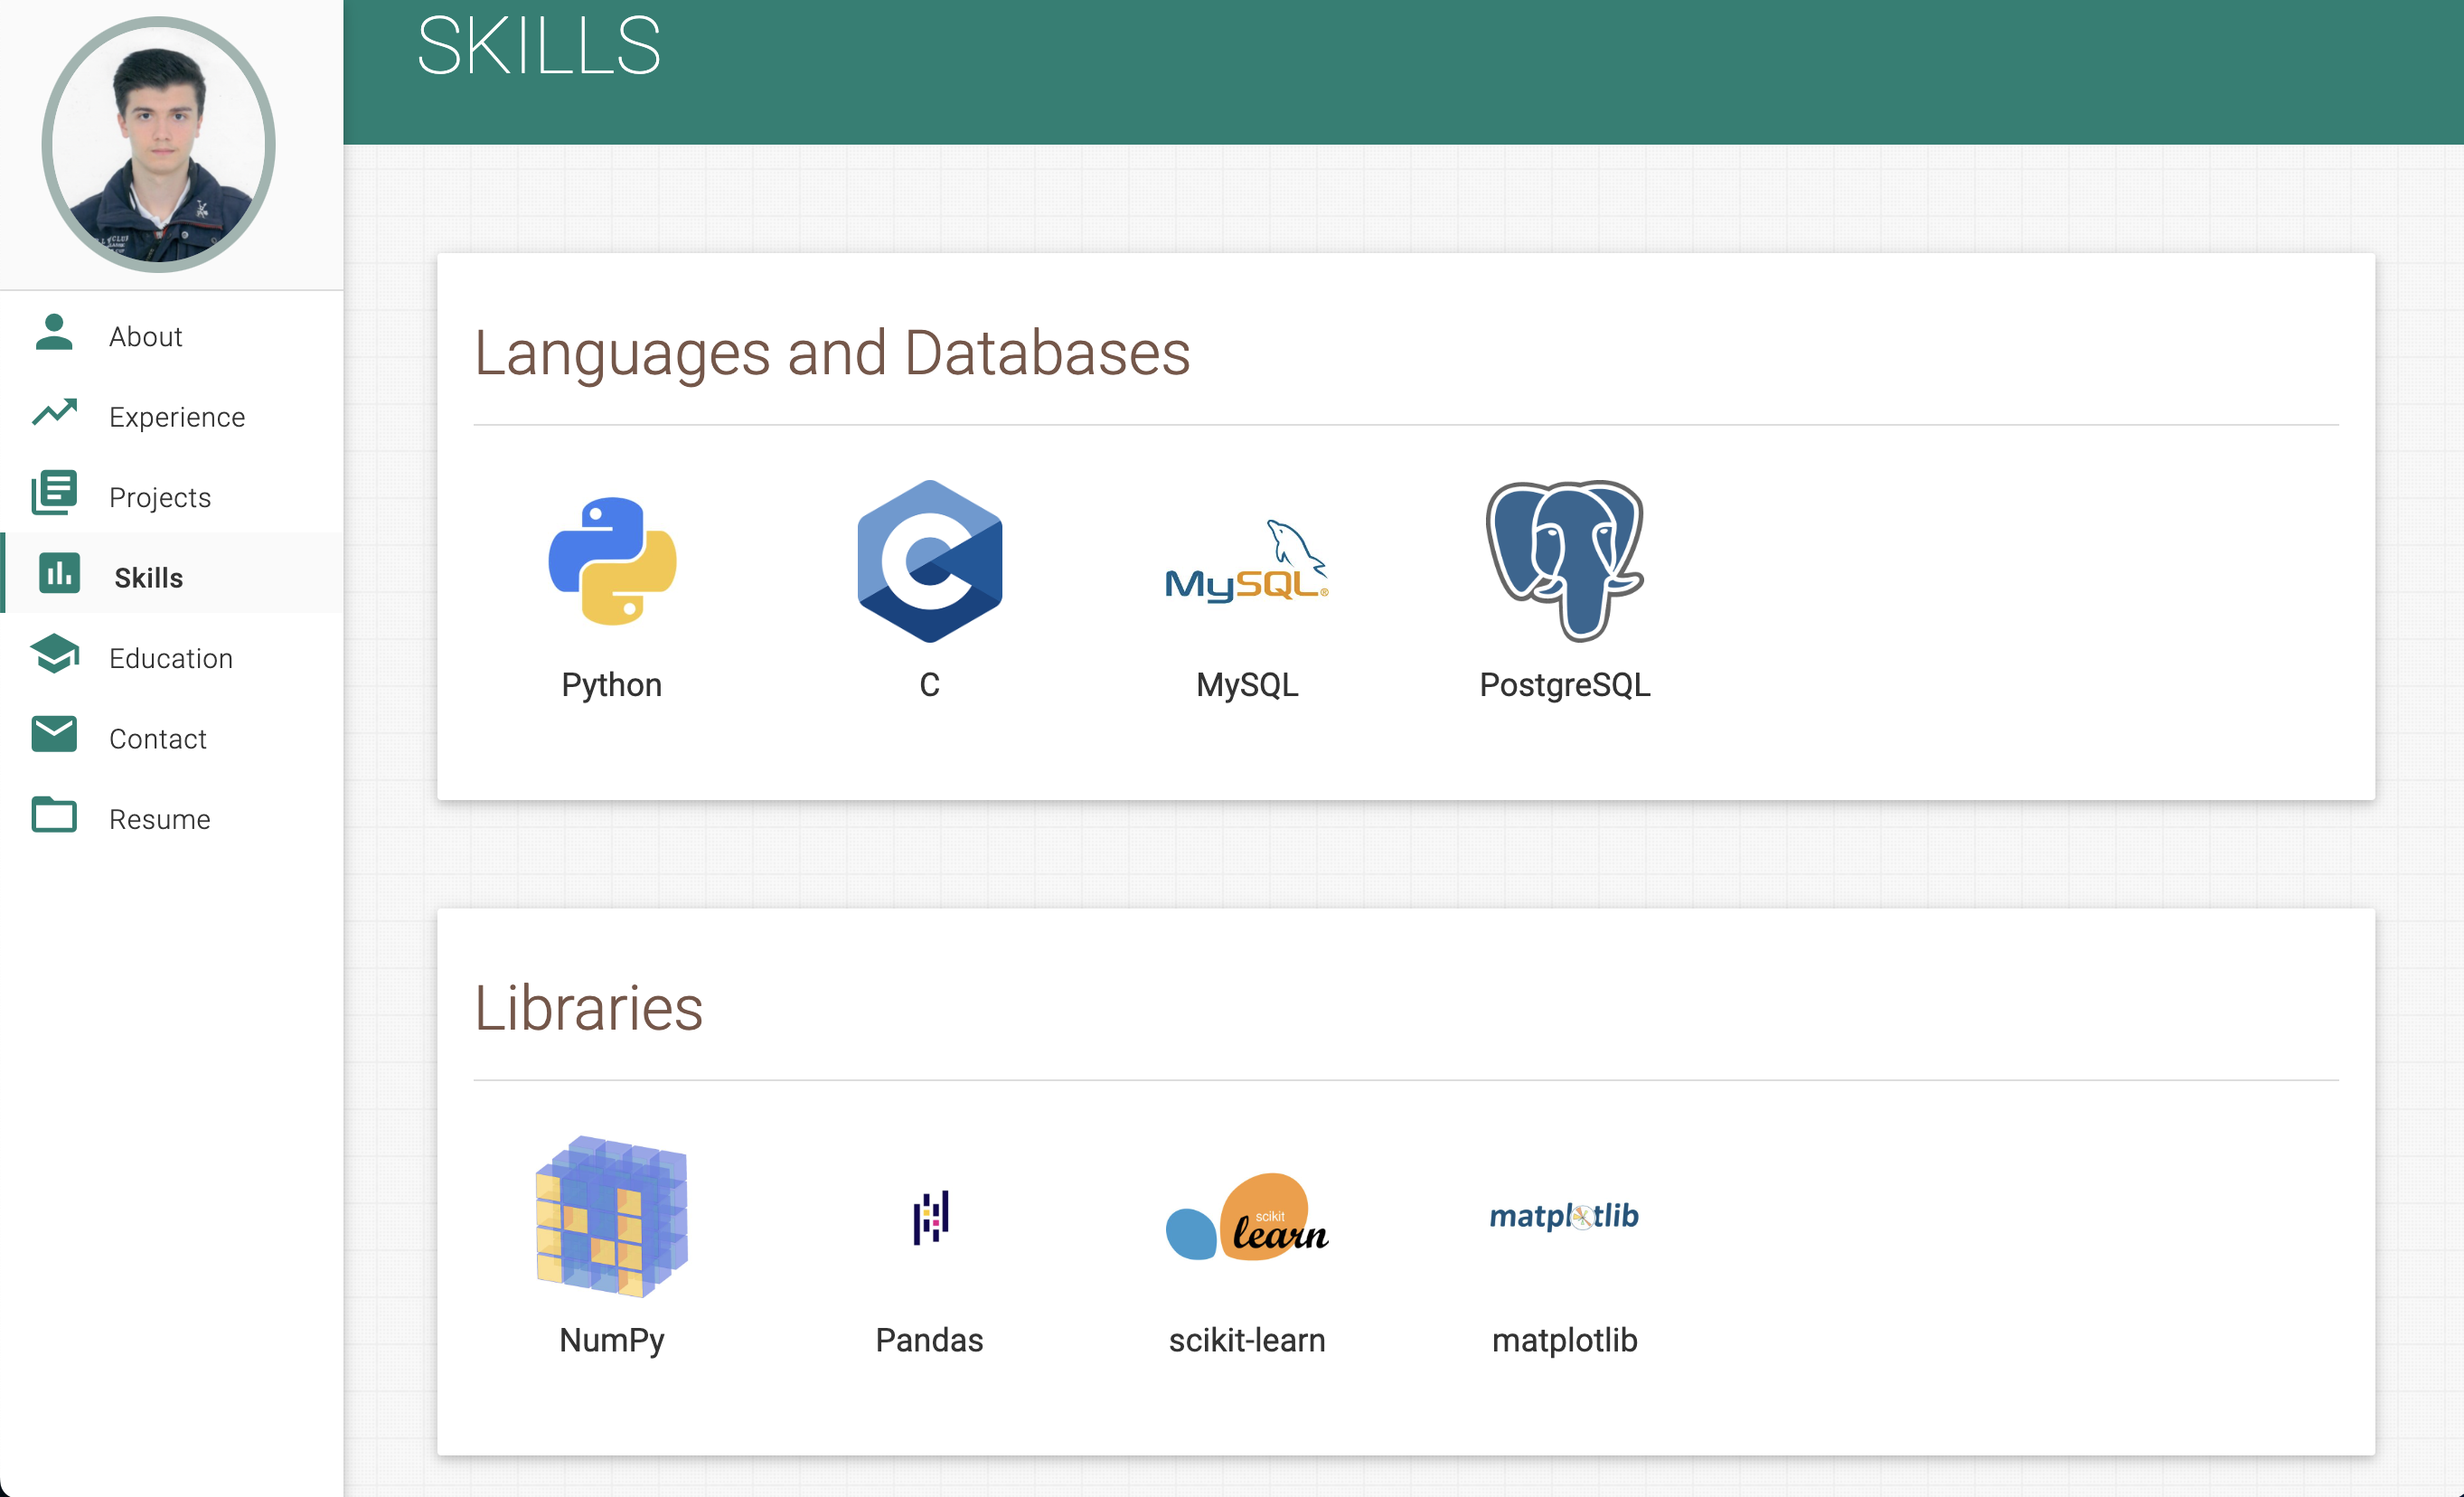 SKILLS
About
Experience
Projects
Skills
Education
Contact
Resume
Languages and Databases
MySQL®
Python
C
MySQL
PostgreSQL
Libraries
scikit
learn
matplotlib
NumPy
Pandas
scikit-learn
matplotlib